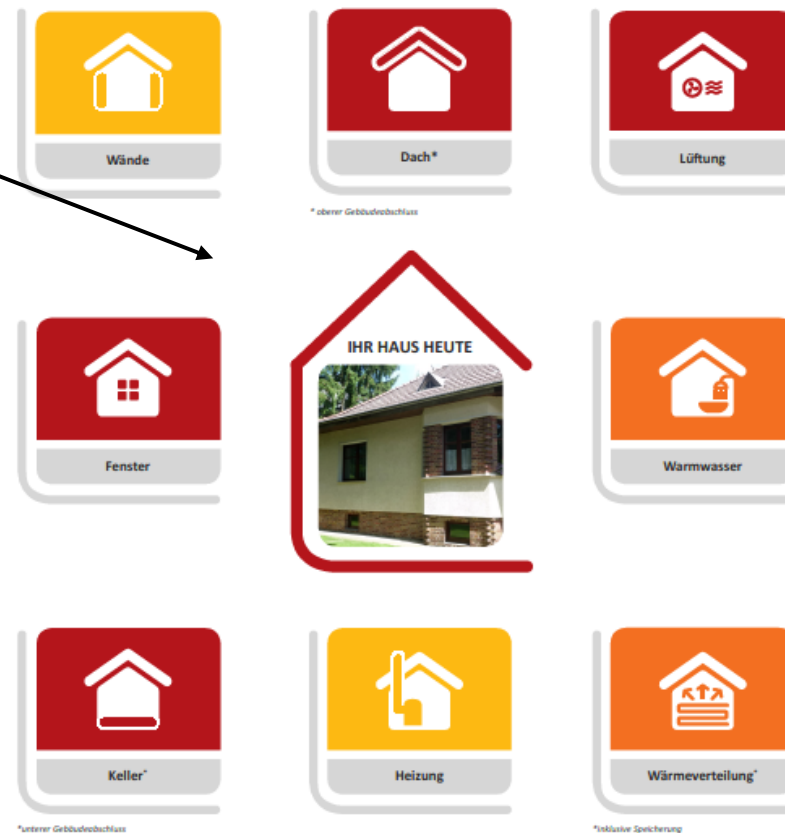 Wände
Dach*
Lüftung
* oberer Gebäudeabschluss
IHR HAUS HEUTE
Fenster
Warmwasser
Keller*
Heizung
Wärmeverteilung*
*unterer Gebäudeabschluss
*inklusive Speicherung